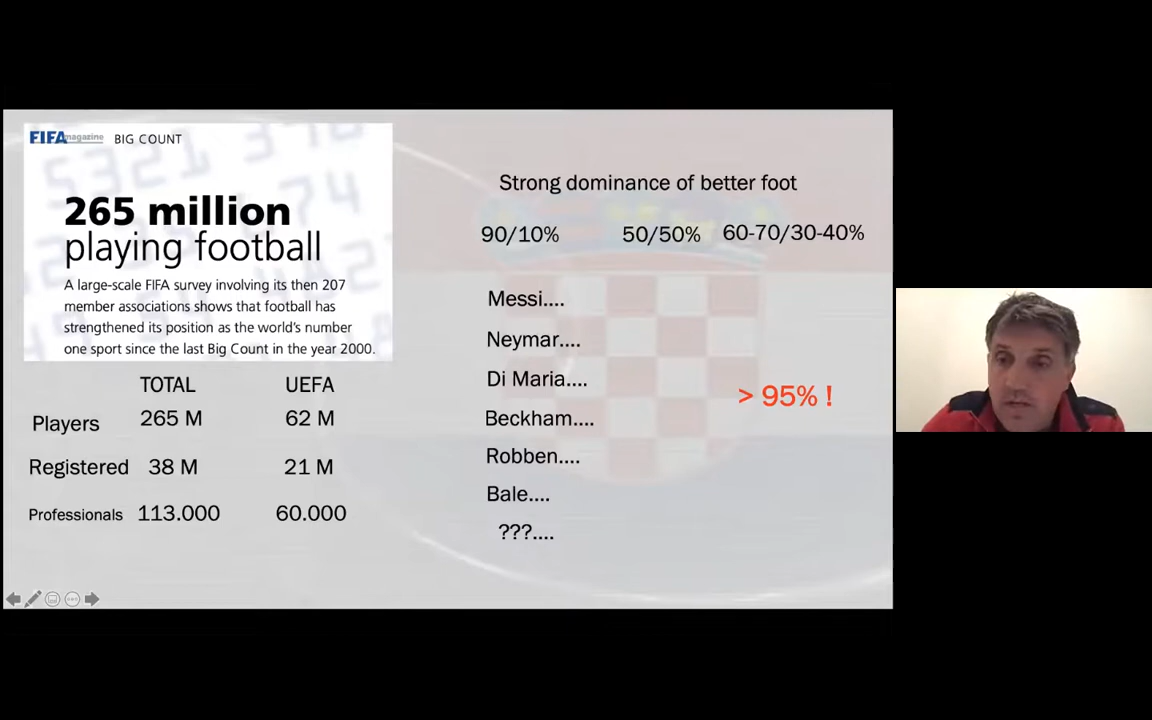 FIFA magazine BIG COUNT
265 million
playing football
A large-scale FIFA survey involving its then 207
member associations shows that football has
strengthened its position as the world's number
one sport since the last Big Count in the year 2000.
TOTAL UEFA
Players 265 M 62 M
Registered 38 M 21 M
Professionals 113.000 60.000
Strong dominance of better foot
90/10% 50/50% 60-70/30-40%
Messi....
Neymar....
Di Maria....
Beckham....
Robben....
Bale....
???....
> 95% !